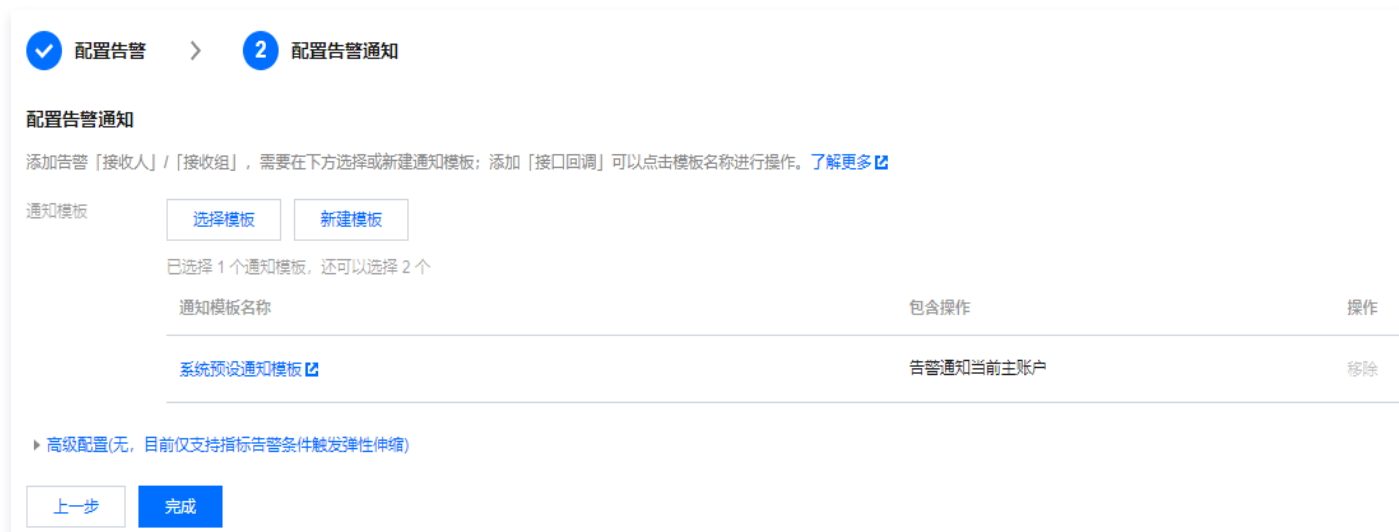 配置告警
2 配置告警通知
配置告警通知
添加告警「接收人」/「接收组」，需要在下方选择或新建通知模板；添加「接口回调」可以点击模板名称进行操作。了解更多
通知模板 选择模板 新建模板
已选择 1 个通知模板，还可以选择 2 个
通知模板名称 包含操作 操作
系统预设通知模板 告警通知当前主账户 移除
高级配置(无，目前仅支持指标告警条件触发弹性伸缩)
上一步 完成